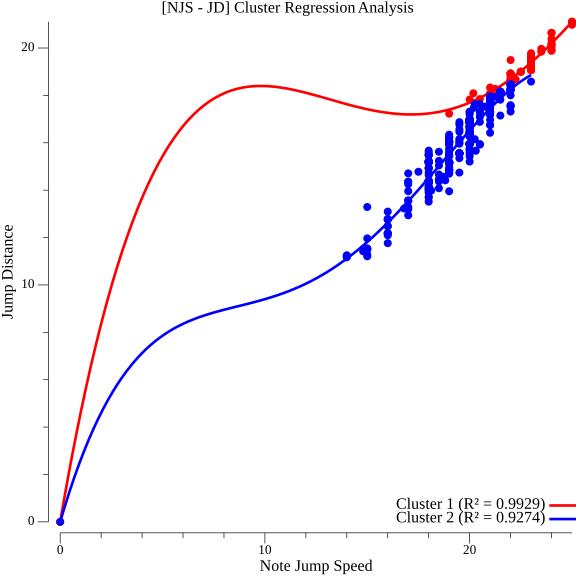 [NJS - JD] Cluster Regression Analysis
20
Jump Distance
10
Cluster 1 (R² = 0.9929)
Cluster 2 (R² = 0.9274)
0
0 10 20
Note Jump Speed